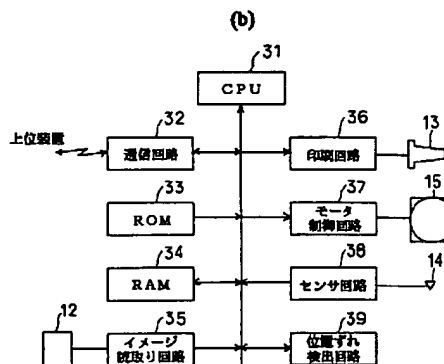 (b)
31
CPU
32
36
13
上位装置
通信回路
印刷回路
33
37
15
ROM
モータ
制御回路
34
38
14
RAM
センサ回路
12
35
39
イメージ
読取り回路
位置ずれ
検出回路